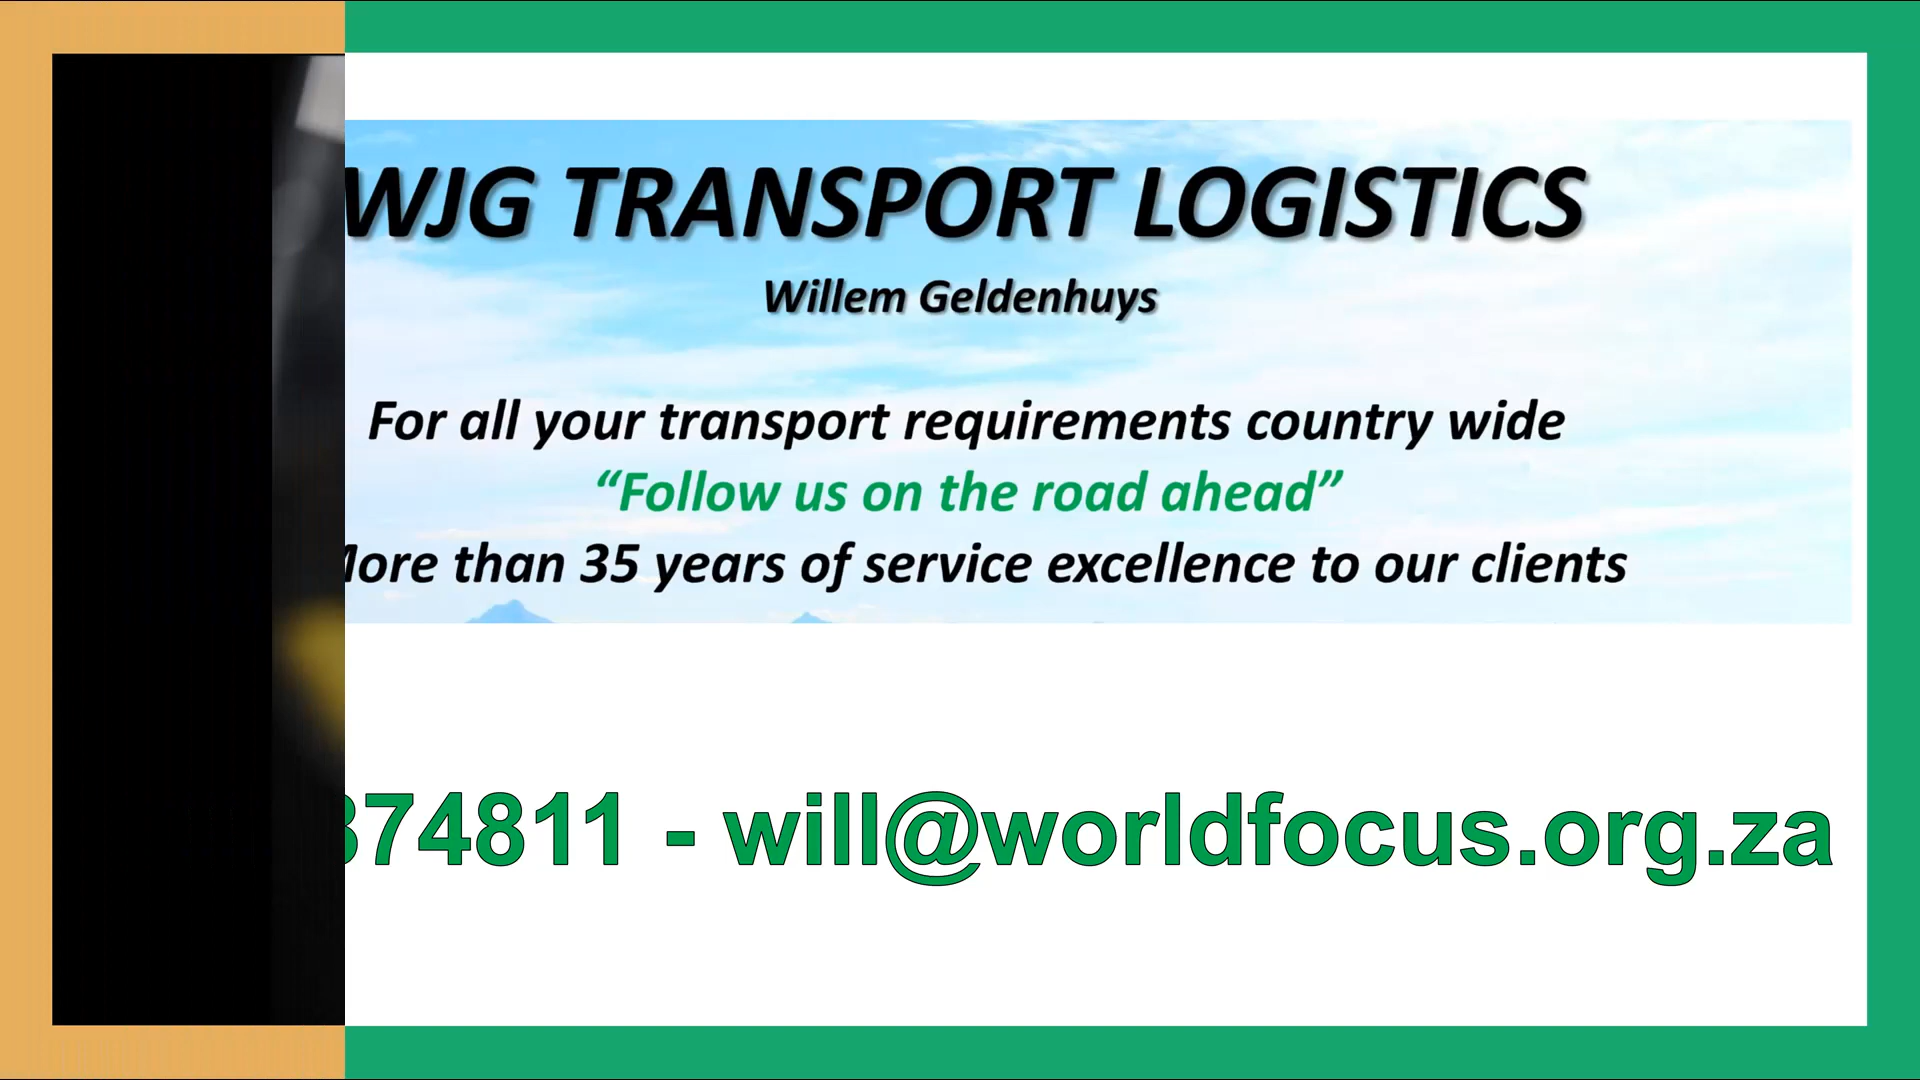 WJG TRANSPORT LOGISTICS
Willem Geldenhuys
For all your transport requirements country wide
“Follow us on the road ahead”
than 35 years of service excellence to our clients
74811 - will@worldfocus.org.za